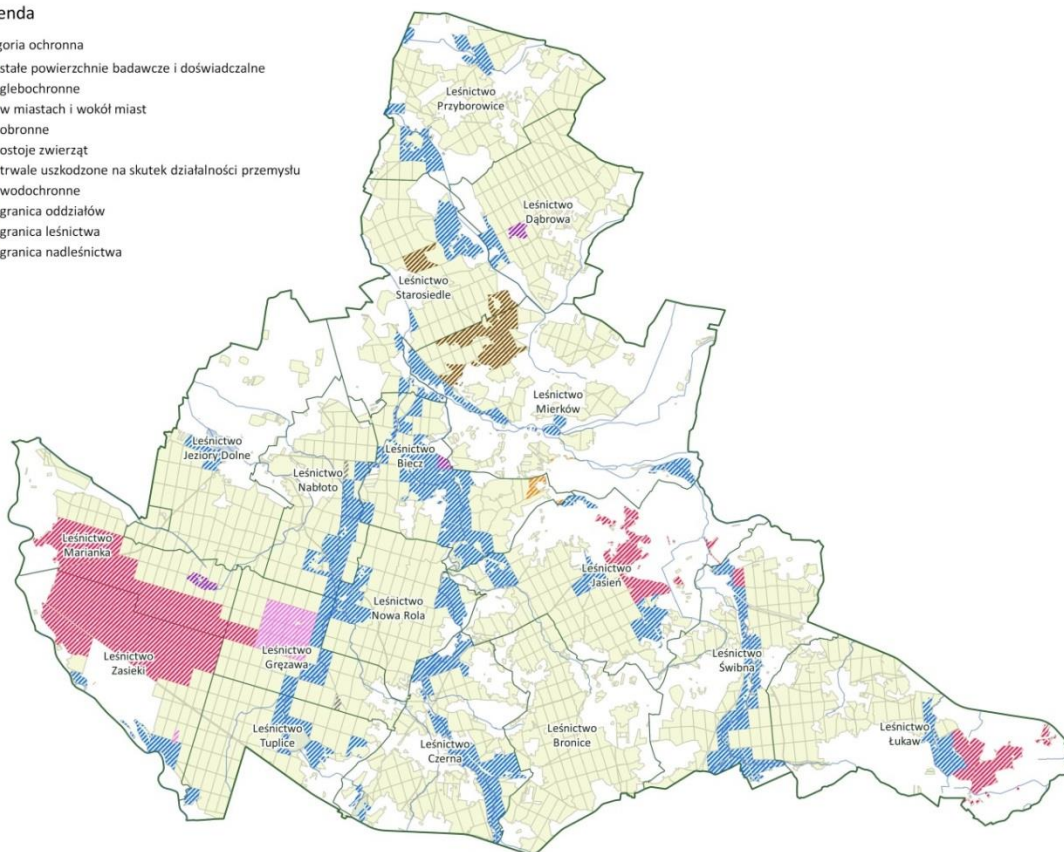 enda
goria ochronna
stałe powierzchnie badawcze i doświadczalne
glebochronne
w miastach i wokół miast
obronne
ostoje zwierząt
trwale uszkodzone na skutek działalności przemysłu
wodochronne
granica oddziałów
granica leśnictwa
granica nadleśnictwa
Leśnictwo
Przyborowice
Leśnictwo
Dąbrowa
Leśnictwo
Starosiedle
Leśnictwo
Mierków
Leśnictwo
Jeziory Dolne
Leśnictwo
Biecz
Leśnictwo
Nabłoto
Leśnictwo
Marianka
Leśnictwo
Jasień
Leśnictwo
Nowa Rola
Leśnictwo
Zasieki
Leśnictwo
Gręzawa
Leśnictwo
Świbna
Leśnictwo
Tuplice
Leśnictwo
Czerna
Leśnictwo
Bronice
Leśnictwo
Łukaw